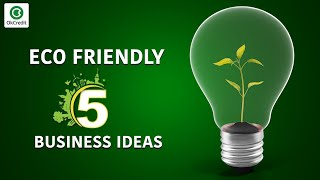 OkCredit
ECO FRIENDLY
5
BUSINESS IDEAS